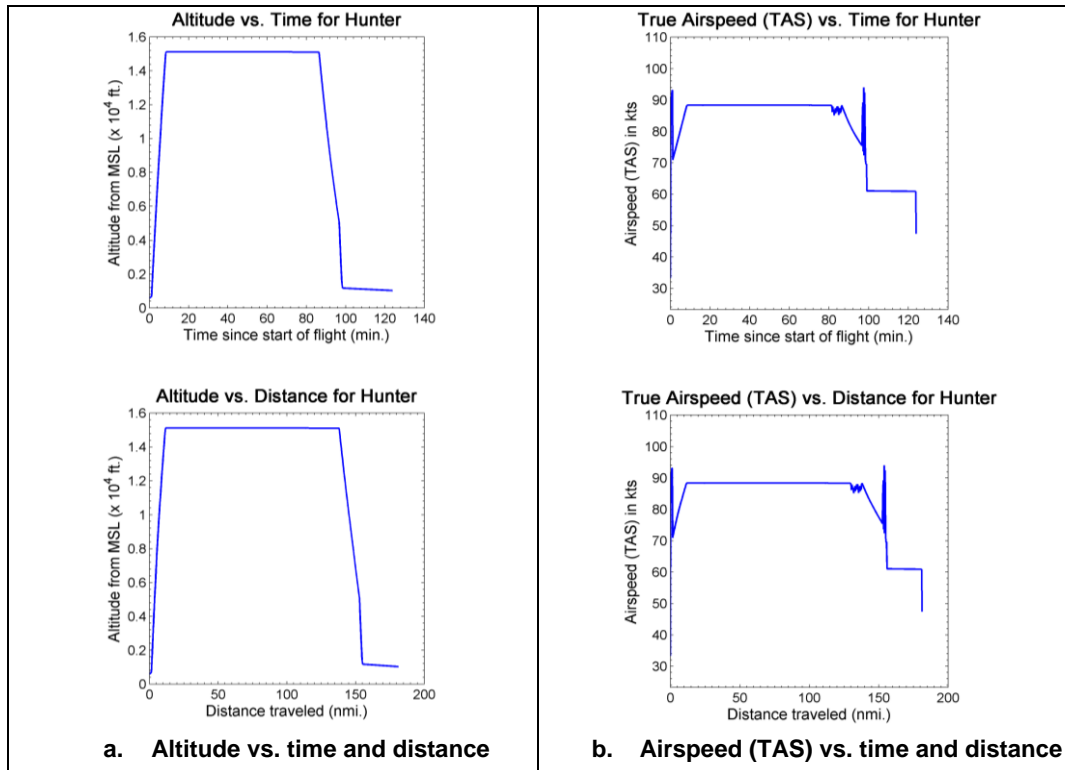 Altitude vs. Time for Hunter
1.6
1.4
1.2
1
0.8
0.6
0.4
0.2
0
Altitude from MSL (x 10⁴ ft.)
0 20 40 60 80 100 120 140
Time since start of flight (min.)
Altitude vs. Distance for Hunter
1.6
1.4
1.2
1
0.8
0.6
0.4
0.2
0
Altitude from MSL (x 10⁴ ft.)
0 50 100 150 200
Distance traveled (nmi.)
a. Altitude vs. time and distance
True Airspeed (TAS) vs. Time for Hunter
110
100
90
80
70
60
50
40
30
Airspeed (TAS) in kts
0 20 40 60 80 100 120 140
Time since start of flight (min.)
True Airspeed (TAS) vs. Distance for Hunter
110
100
90
80
70
60
50
40
30
Airspeed (TAS) in kts
0 50 100 150 200
Distance traveled (nmi.)
b. Airspeed (TAS) vs. time and distance